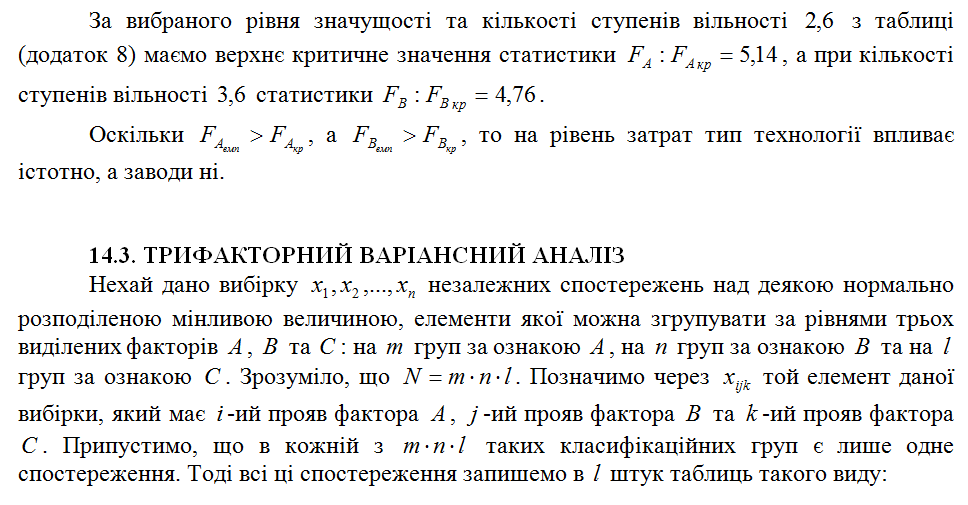 За вибраного рівня значущості та кількості ступенів вільності 2,6 з таблиці
(додаток 8) маємо верхнє критичне значення статистики F_A : F_{A кр} = 5,14 , а при кількості
ступенів вільності 3,6 статистики F_B : F_{B кр} = 4,76 .
Оскільки F_{A_{емп}} > F_{A_{кр}} , а F_{B_{емп}} > F_{B_{кр}} , то на рівень затрат тип технології впливає
істотно, а заводи ні.
14.3. ТРИФАКТОРНИЙ ВАРІАНСНИЙ АНАЛІЗ
Нехай дано вибірку x_1, x_2,..., x_n незалежних спостережень над деякою нормально
розподіленою мінливою величиною, елементи якої можна згрупувати за рівнями трьох
виділених факторів A , B та C : на m груп за ознакою A , на n груп за ознакою B та на l
груп за ознакою C . Зрозуміло, що N = m · n · l . Позначимо через x_{ijk} той елемент даної
вибірки, який має i -ий прояв фактора A , j -ий прояв фактора B та k -ий прояв фактора
C . Припустимо, що в кожній з m · n · l таких класифікаційних груп є лише одне
спостереження. Тоді всі ці спостереження запишемо в l штук таблиць такого виду: